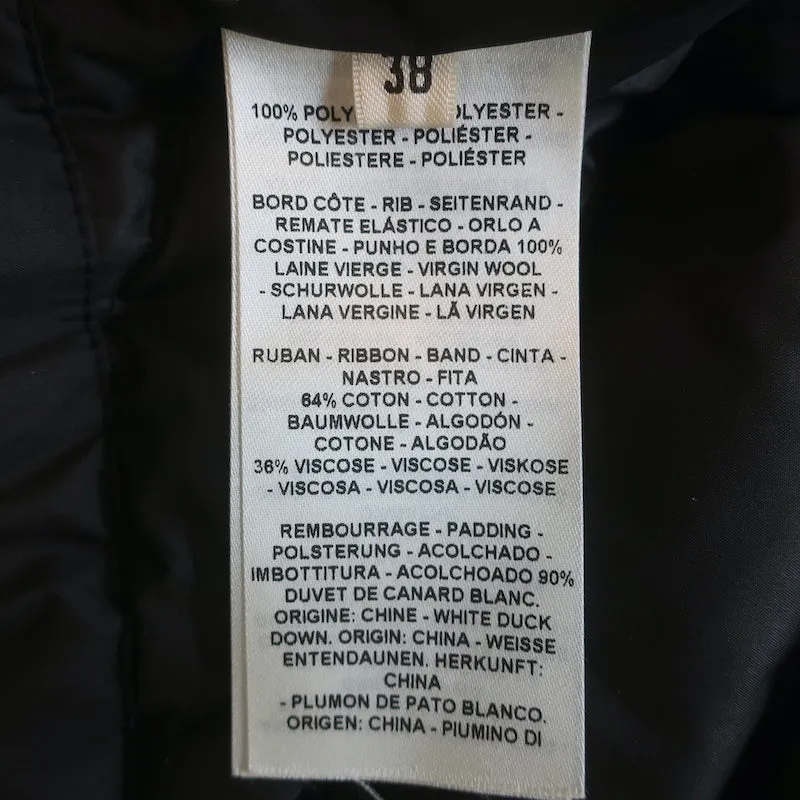 38
100% POLY OLYESTER -
POLYESTER - POLIÉSTER -
POLIESTERE - POLIÉSTER
BORD CÔTE - RIB - SEITENRAND -
REMATE ELÁSTICO - ORLO A
COSTINE - PUNHO E BORDA 100%
LAINE VIERGE - VIRGIN WOOL
- SCHURWOLLE - LANA VIRGEN -
LANA VERGINE - LÃ VIRGEN
RUBAN - RIBBON - BAND - CINTA -
NASTRO - FITA
64% COTON - COTTON -
BAUMWOLLE - ALGODÓN -
COTONE - ALGODÃO
36% VISCOSE - VISCOSE - VISKOSE
- VISCOSA - VISCOSA - VISCOSE
REMBOURRAGE - PADDING -
POLSTERUNG - ACOLCHADO -
IMBOTTITURA - ACOLCHOADO 90%
DUVET DE CANARD BLANC.
ORIGINE: CHINE - WHITE DUCK
DOWN. ORIGIN: CHINA - WEISSE
ENTENDAUNEN. HERKUNFT:
CHINA
- PLUMON DE PATO BLANCO.
ORIGEN: CHINA - PIUMINO DI